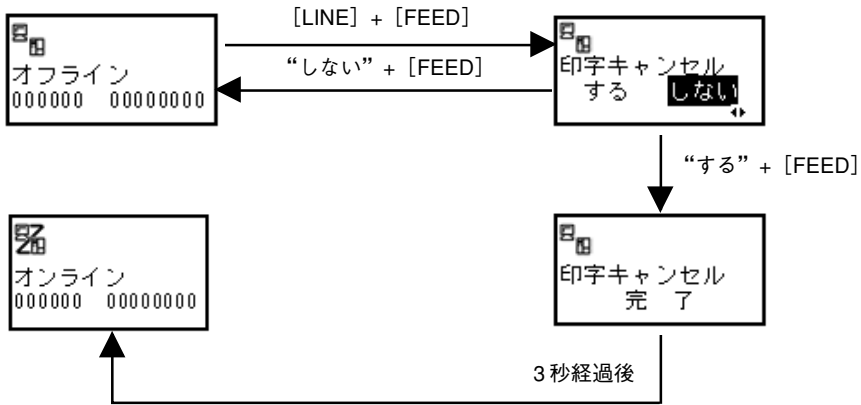 オフライン
000000 00000000
［LINE］+［FEED］
“しない”+［FEED］
印字キャンセル
する しない
“する”+［FEED］
オンライン
000000 00000000
印字キャンセル
完 了
3秒経過後